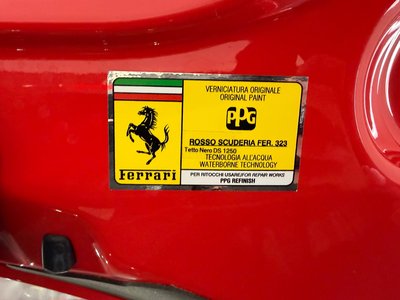 VERNICIATURA ORIGINALE
ORIGINAL PAINT
PPG
ROSSO SCUDERIA FER. 323
Tetto Nero DS 1250
TECNOLOGIA ALL'ACQUA
WATERBORNE TECHNOLOGY
Ferrari
PER RITOCCHI USARE/FOR REPAIR WORKS
PPG REFINISH